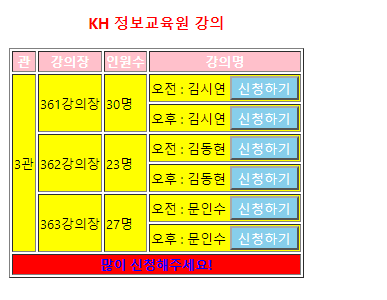 KH 정보교육원 강의
관 강의장 인원수 강의명
3관 361강의장 30명 오전 : 김시연 신청하기
오후 : 김시연 신청하기
362강의장 23명 오전 : 김동현 신청하기
오후 : 김동현 신청하기
363강의장 27명 오전 : 문인수 신청하기
오후 : 문인수 신청하기
많이 신청해주세요!